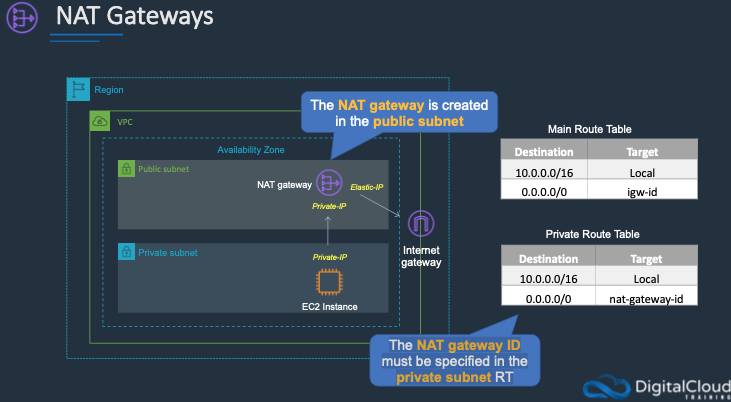 NAT Gateways
Region
The NAT gateway is created
in the public subnet
VPC
Availability Zone
Public subnet
NAT gateway
Elastic-IP
Private-IP
Private subnet
Private-IP
EC2 Instance
Internet
gateway
Main Route Table
Destination Target
10.0.0.0/16 Local
0.0.0.0/0 igw-id
Private Route Table
Destination Target
10.0.0.0/16 Local
0.0.0.0/0 nat-gateway-id
The NAT gateway ID
must be specified in the
private subnet RT
DigitalCloud
TRAINING